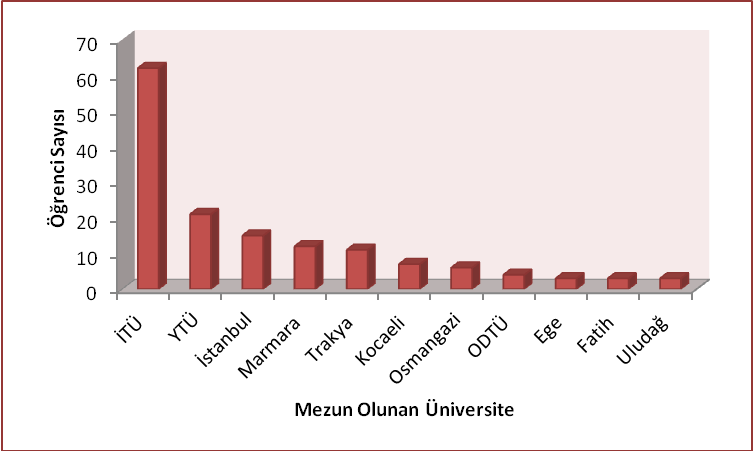 Öğrenci Sayısı
70
60
50
40
30
20
10
0
İTÜ
YTÜ
İstanbul
Marmara
Trakya
Kocaeli
Osmangazi
ODTÜ
Ege
Fatih
Uludağ
Mezun Olunan Üniversite